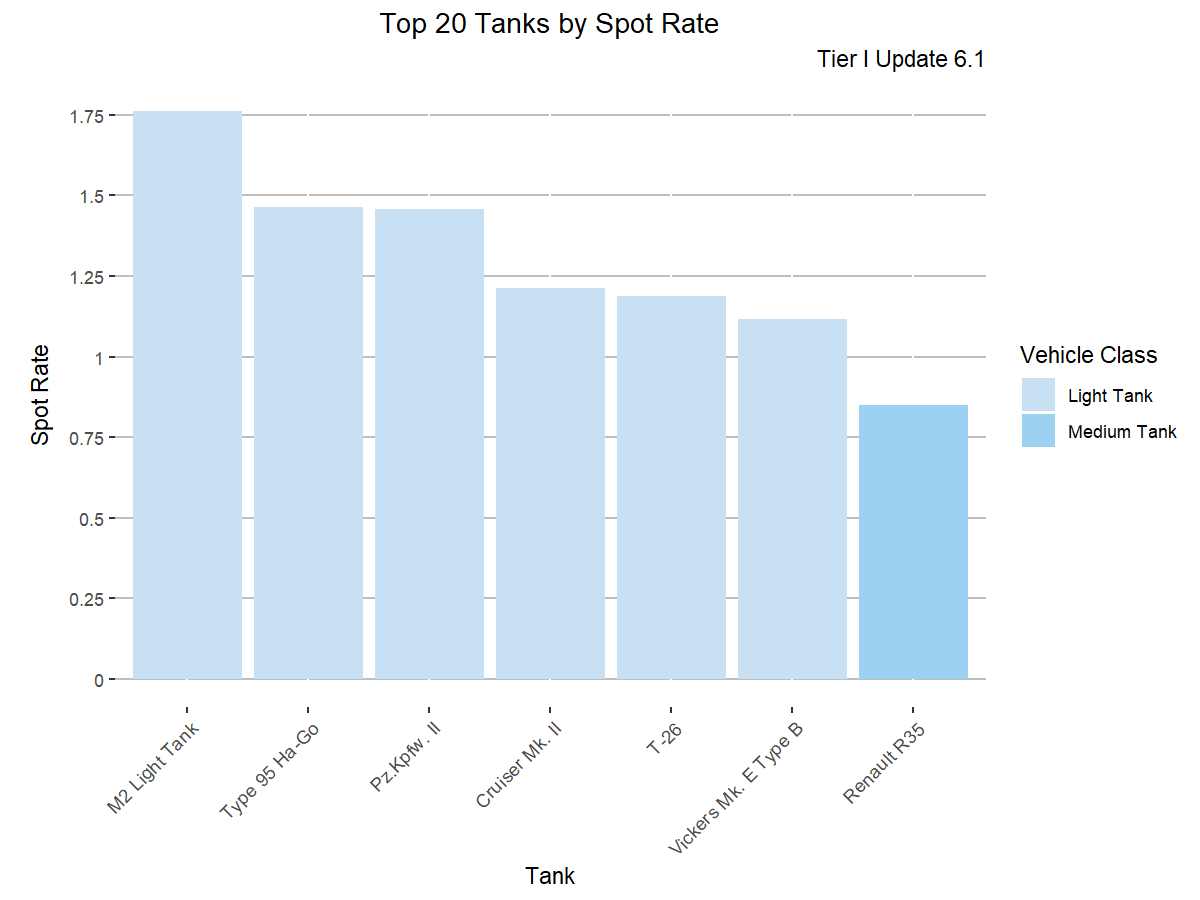 Top 20 Tanks by Spot Rate
Tier I Update 6.1
Spot Rate
1.75
1.5
1.25
1
0.75
0.5
0.25
0
M2 Light Tank
Type 95 Ha-Go
Pz.Kpfw. II
Cruiser Mk. II
T-26
Vickers Mk. E Type B
Renault R35
Tank
Vehicle Class
Light Tank
Medium Tank